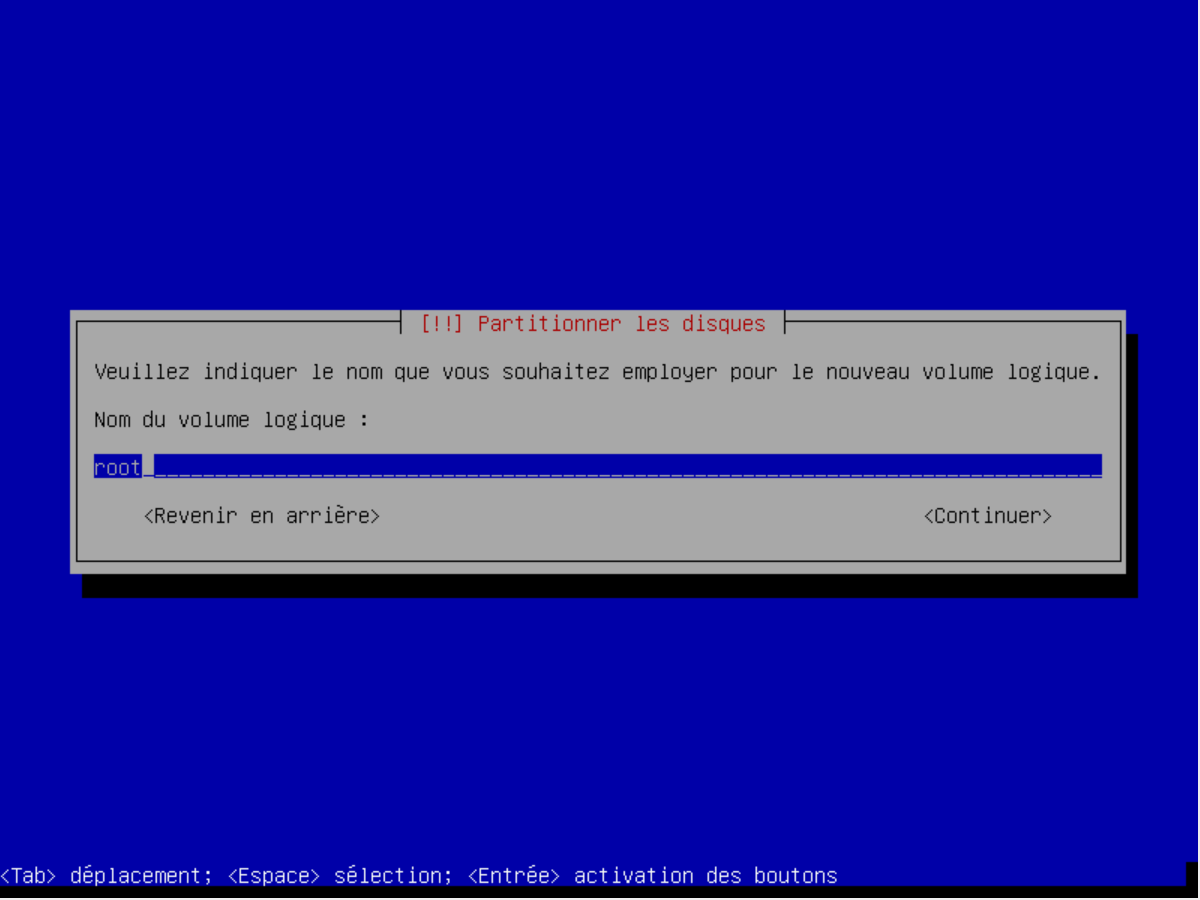 [!!] Partitionner les disques
Veuillez indiquer le nom que vous souhaitez employer pour le nouveau volume logique.
Nom du volume logique :
root
<Revenir en arrière> <Continuer>
<Tab> déplacement; <Espace> sélection; <Entrée> activation des boutons